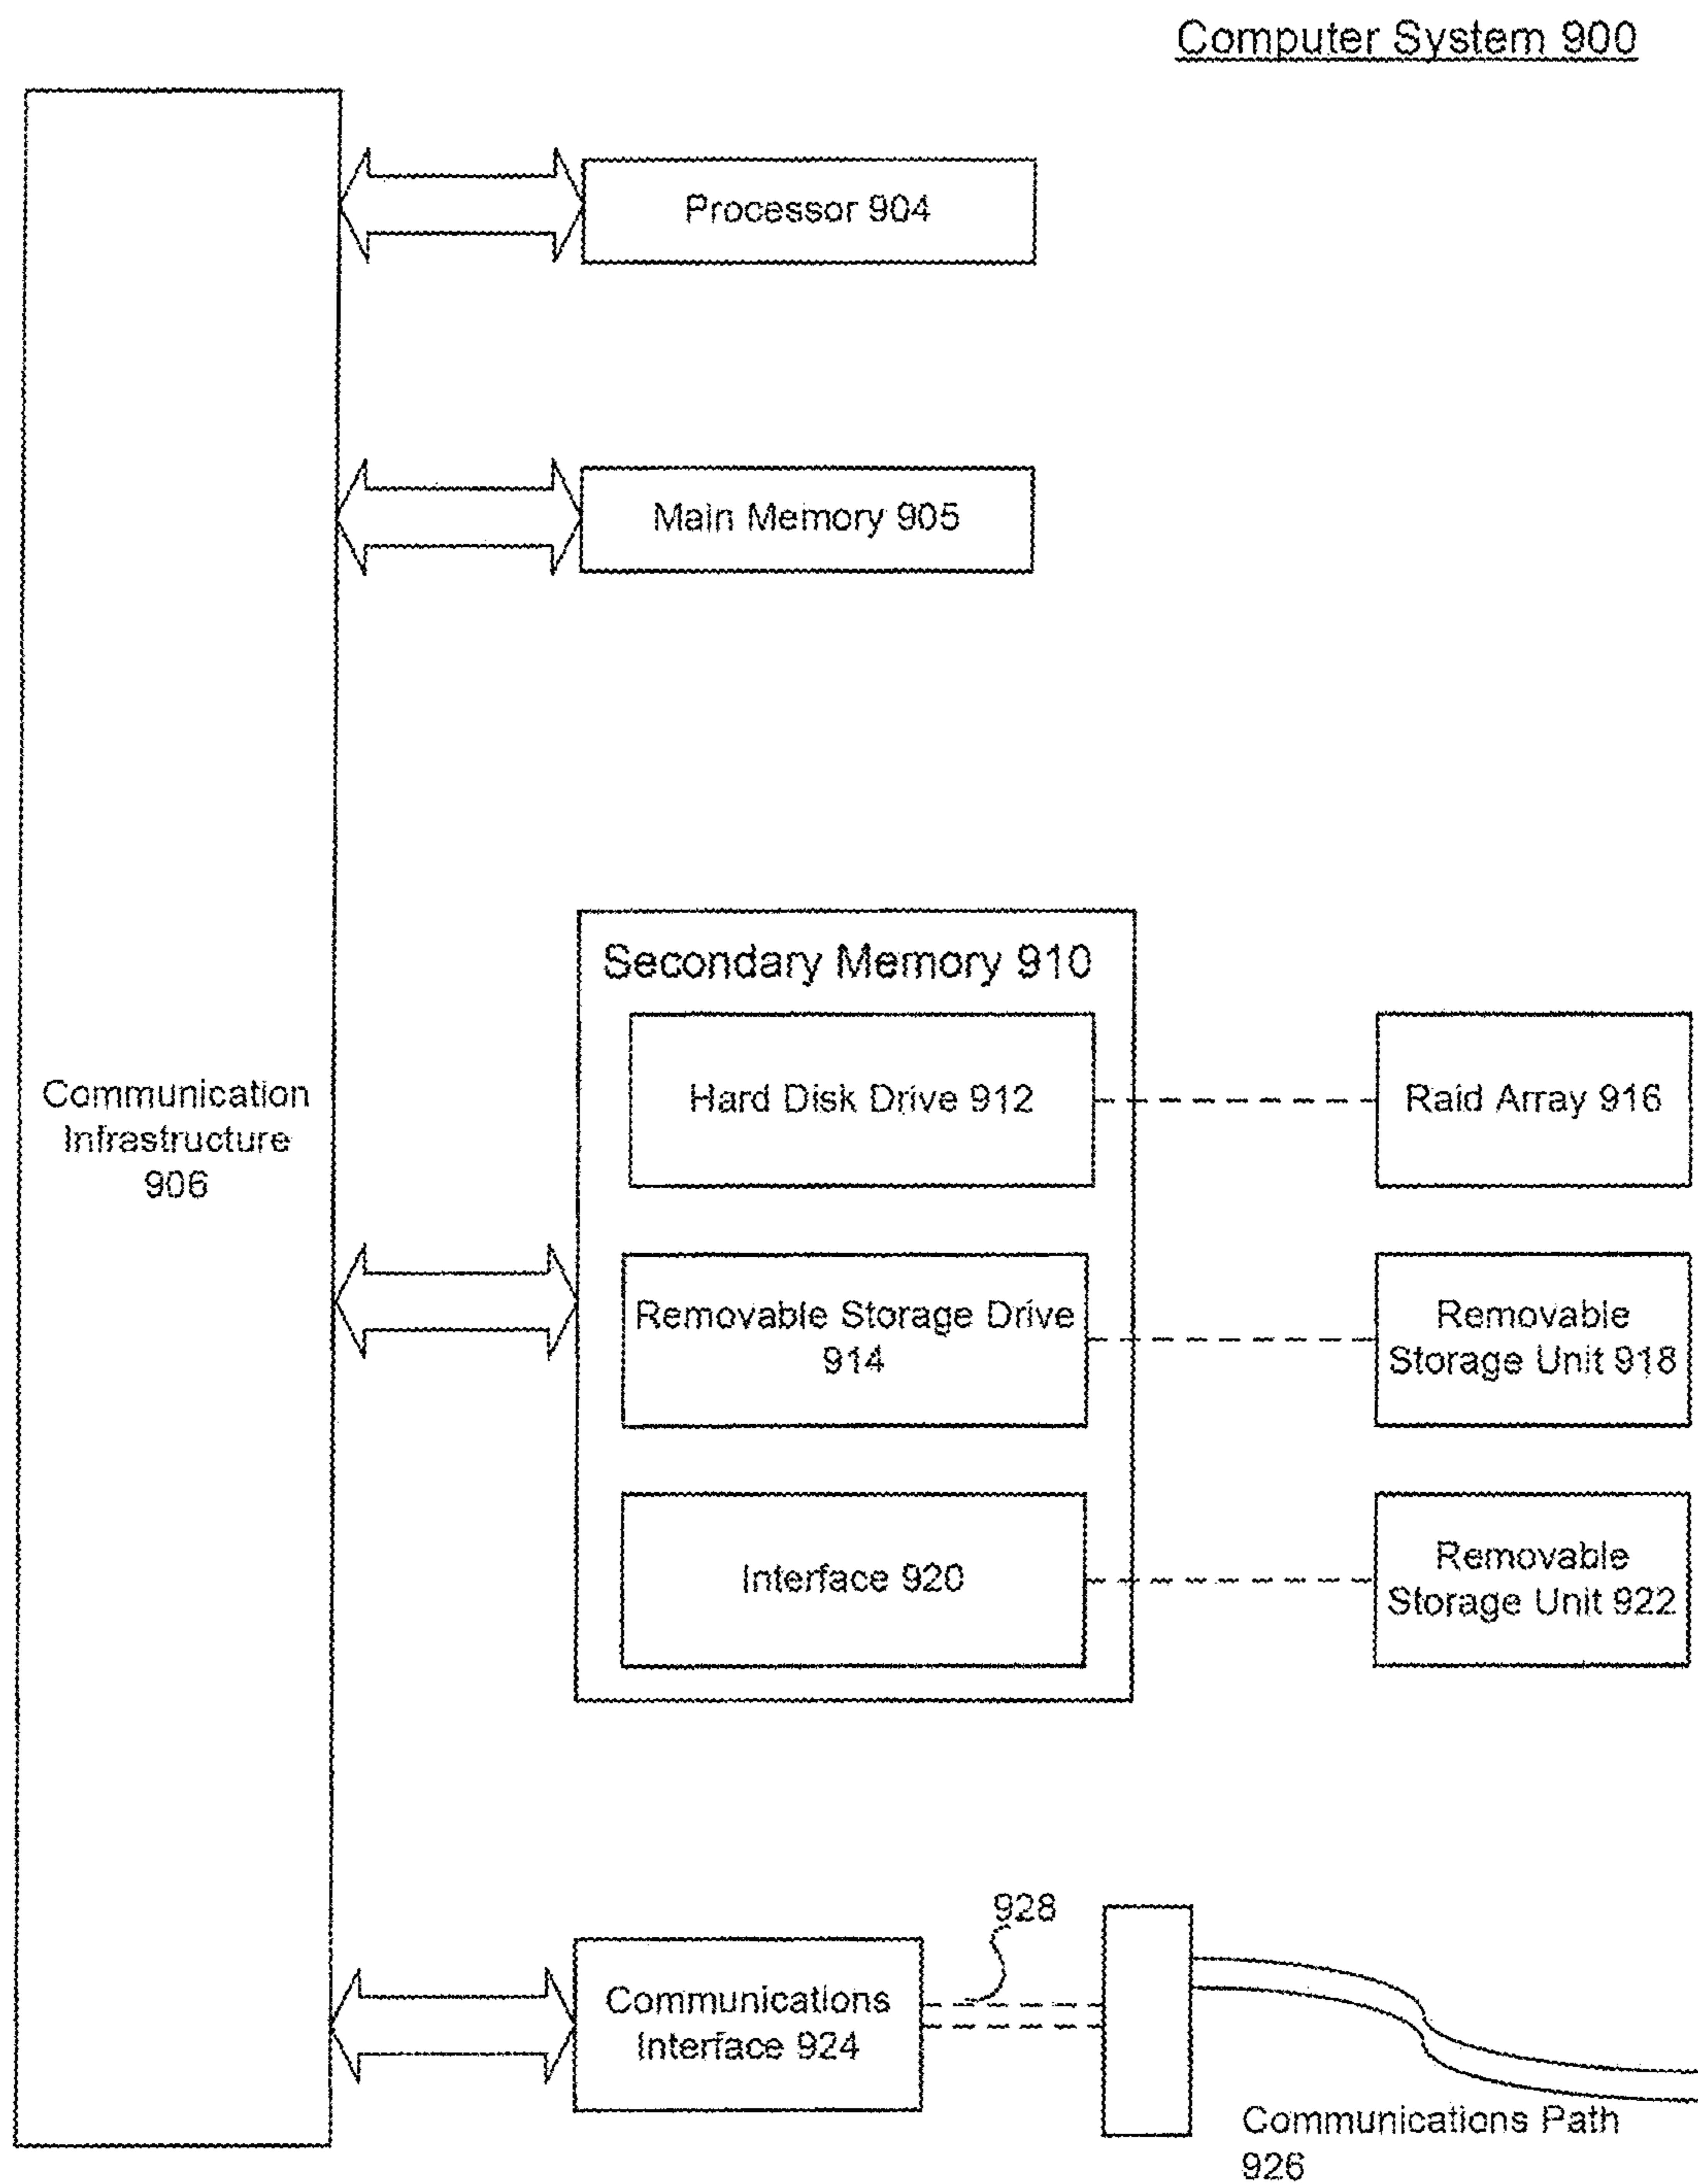 Computer System 900
Processor 904
Main Memory 905
Communication
Infrastructure
906
Secondary Memory 910
Hard Disk Drive 912
Raid Array 916
Removable Storage Drive
914
Removable
Storage Unit 918
Interface 920
Removable
Storage Unit 922
928
Communications
Interface 924
Communications Path
926